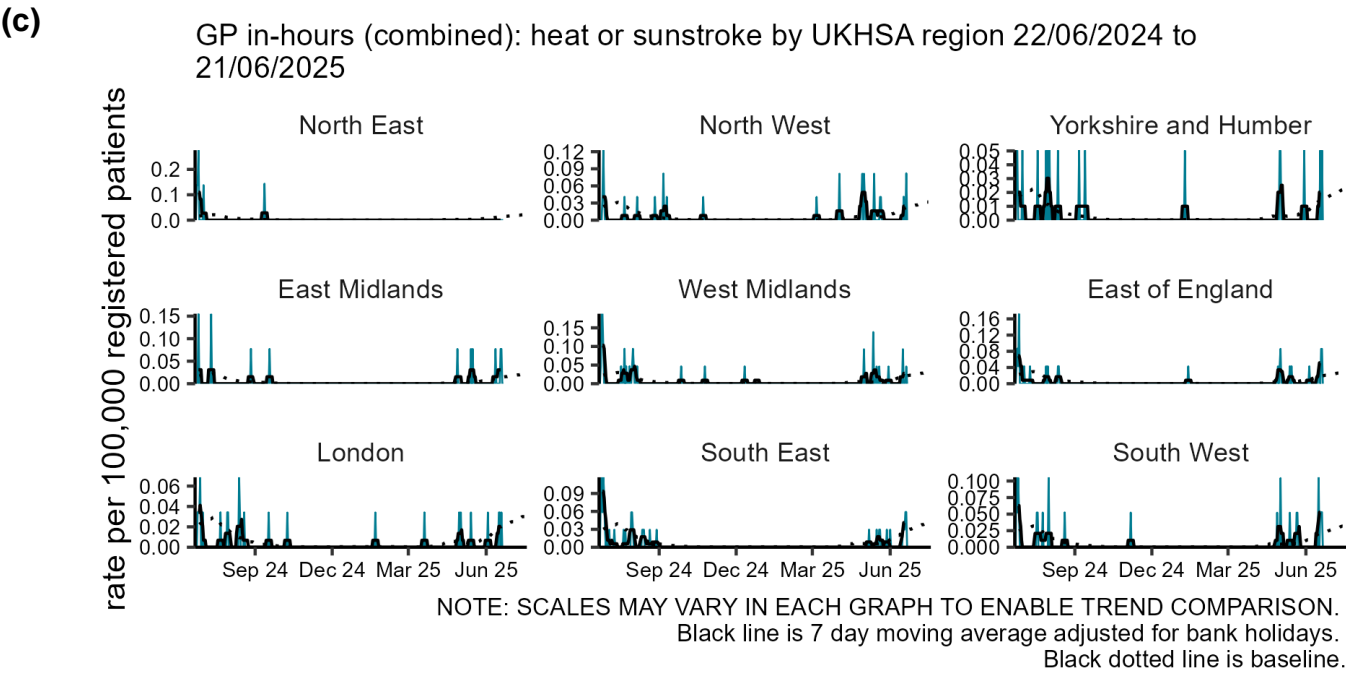 (c)
GP in-hours (combined): heat or sunstroke by UKHSA region 22/06/2024 to
21/06/2025
rate per 100,000 registered patients
North East
0.2
0.1
0.0
North West
0.12
0.09
0.06
0.03
0.00
Yorkshire and Humber
0.05
0.04
0.03
0.02
0.01
0.00
East Midlands
0.15
0.10
0.05
0.00
West Midlands
0.15
0.10
0.05
0.00
East of England
0.16
0.12
0.08
0.04
0.00
London
0.06
0.04
0.02
0.00
South East
0.09
0.06
0.03
0.00
South West
0.100
0.075
0.050
0.025
0.000
Sep 24 Dec 24 Mar 25 Jun 25
Sep 24 Dec 24 Mar 25 Jun 25
Sep 24 Dec 24 Mar 25 Jun 25
NOTE: SCALES MAY VARY IN EACH GRAPH TO ENABLE TREND COMPARISON.
Black line is 7 day moving average adjusted for bank holidays.
Black dotted line is baseline.